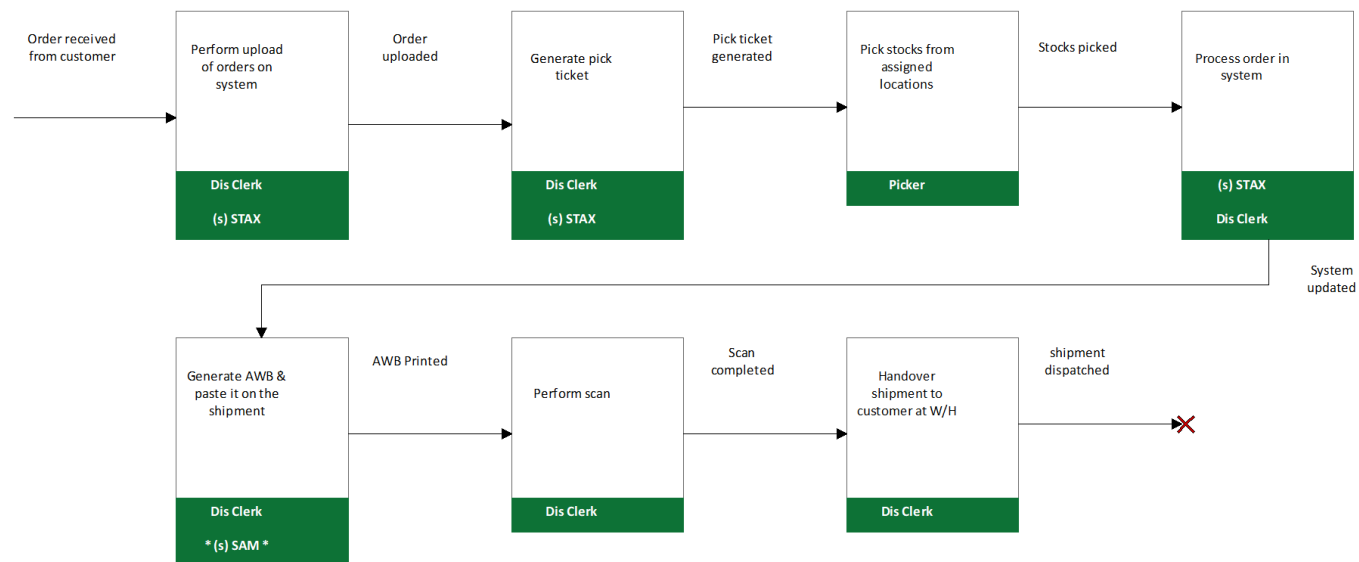 Order received
from customer
Perform upload
of orders on
system
Dis Clerk
(s) STAX
Order
uploaded
Generate pick
ticket
Dis Clerk
(s) STAX
Pick ticket
generated
Pick stocks from
assigned
locations
Picker
Stocks picked
Process order in
system
(s) STAX
Dis Clerk
System
updated
Generate AWB &
paste it on the
shipment
Dis Clerk
* (s) SAM *
AWB Printed
Perform scan
Dis Clerk
Scan
completed
Handover
shipment to
customer at W/H
Dis Clerk
shipment
dispatched